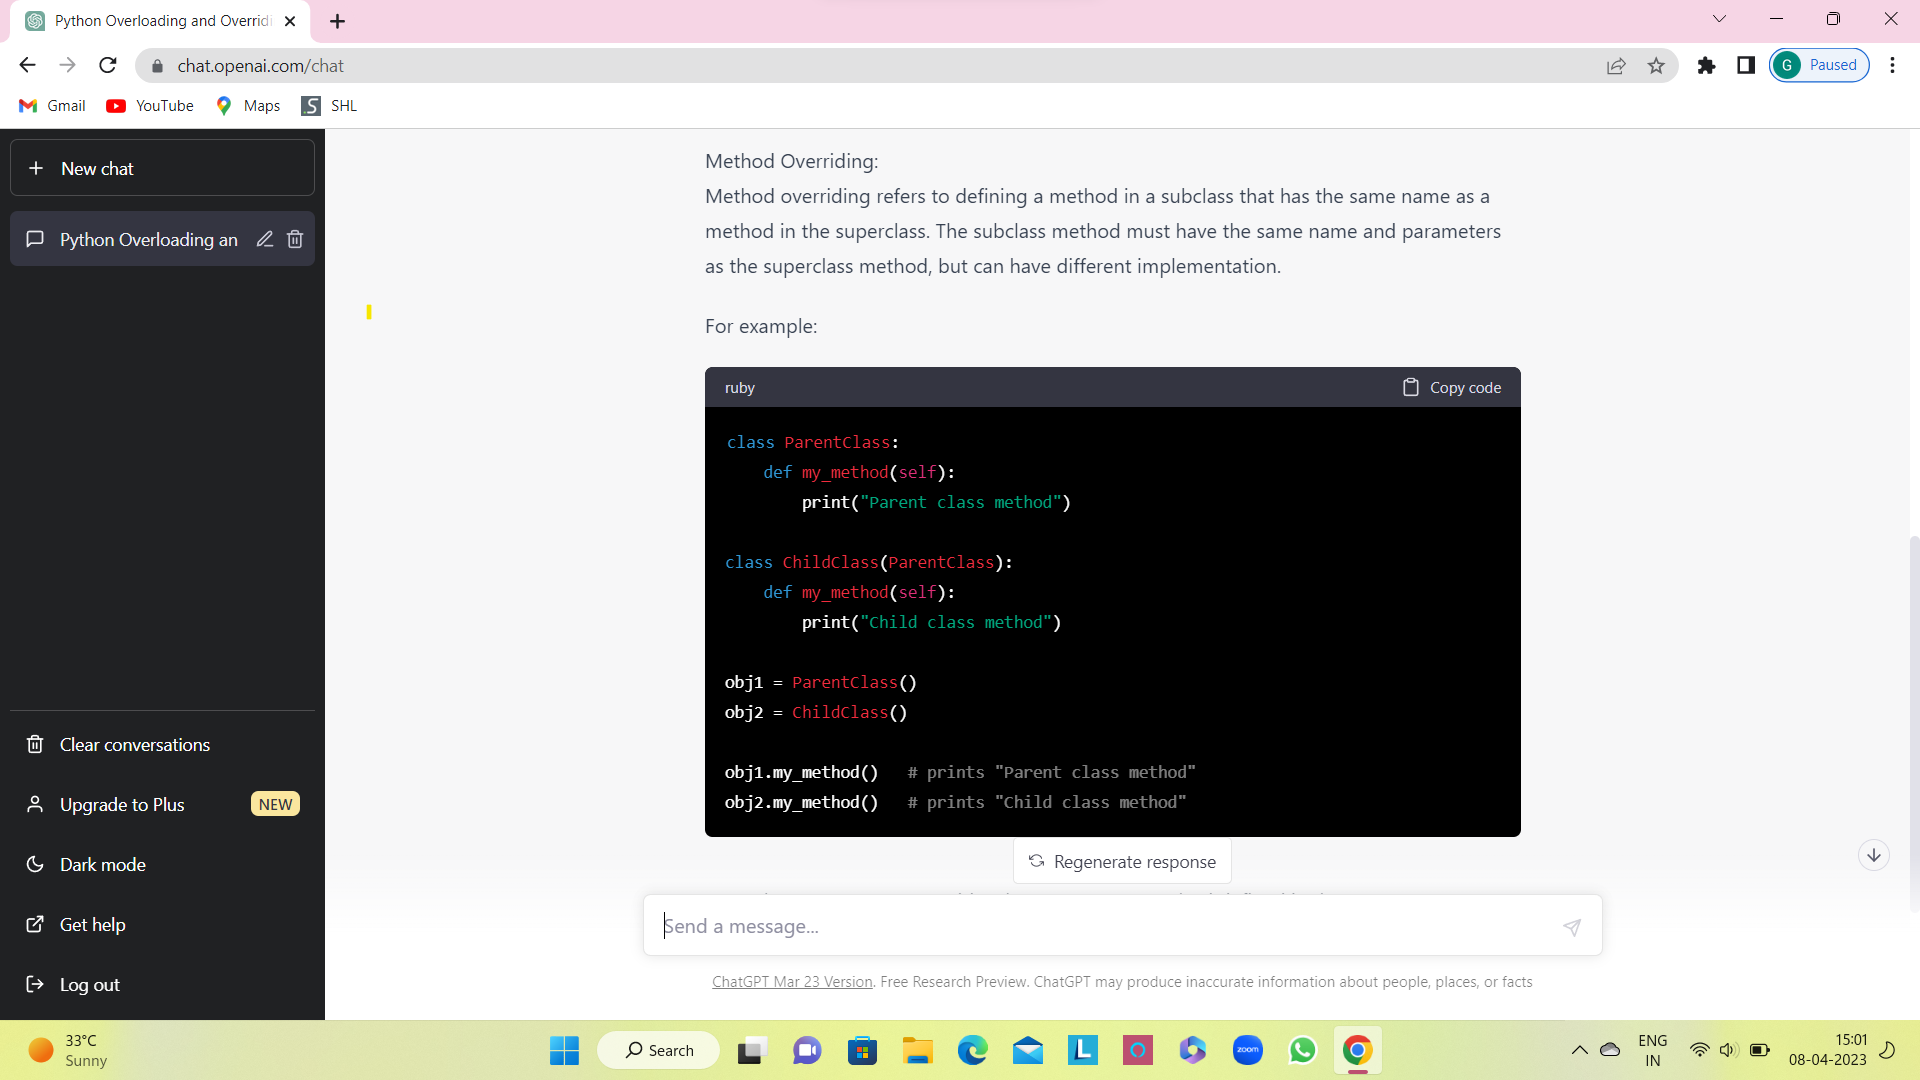 Python Overloading and Overridi
chat.openai.com/chat
G Paused
Gmail YouTube Maps SHL
New chat
Python Overloading an
Clear conversations
Upgrade to Plus NEW
Dark mode
Get help
Log out
Method Overriding:
Method overriding refers to defining a method in a subclass that has the same name as a
method in the superclass. The subclass method must have the same name and parameters
as the superclass method, but can have different implementation.
For example:
ruby Copy code
class ParentClass:
    def my_method(self):
        print("Parent class method")
class ChildClass(ParentClass):
    def my_method(self):
        print("Child class method")
obj1 = ParentClass()
obj2 = ChildClass()
obj1.my_method()   # prints "Parent class method"
obj2.my_method()   # prints "Child class method"
Regenerate response
Send a message...
ChatGPT Mar 23 Version. Free Research Preview. ChatGPT may produce inaccurate information about people, places, or facts
33°C
Sunny
Search
zoom
ENG
IN
15:01
08-04-2023